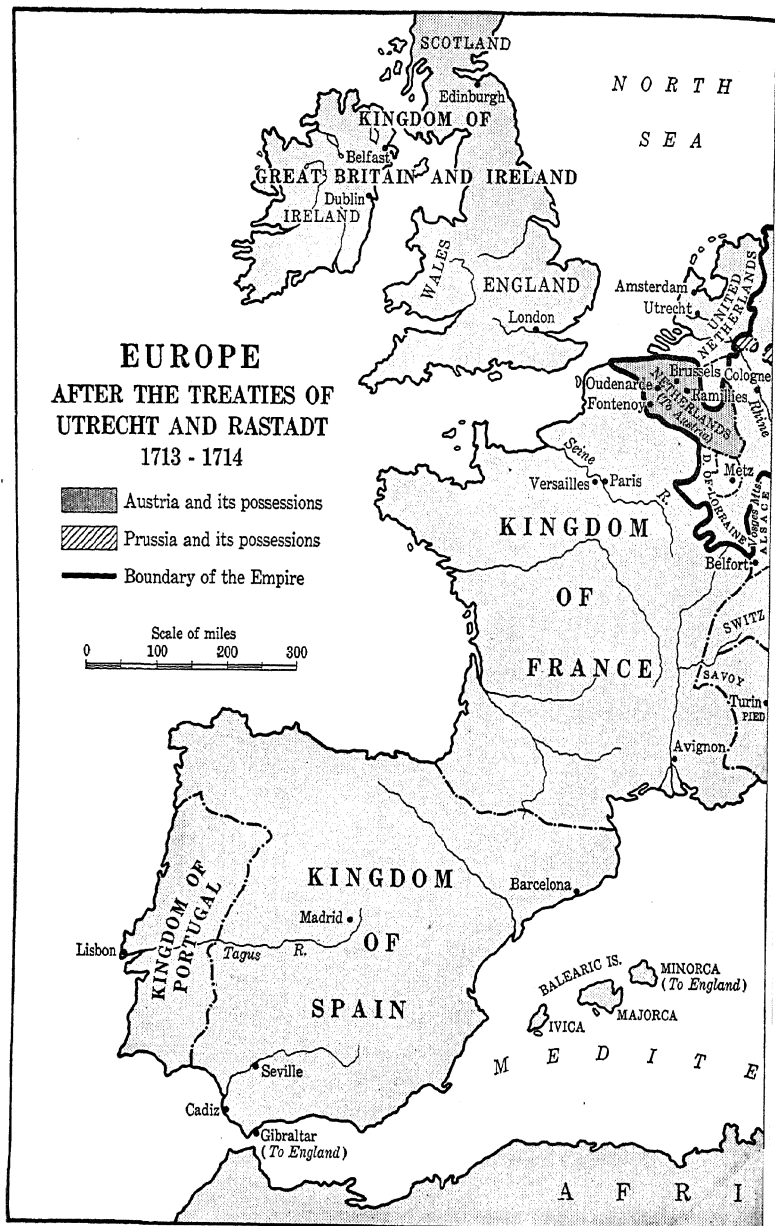 SCOTLAND
Edinburgh
NORTH
SEA
KINGDOM OF
Belfast
GREAT BRITAIN AND IRELAND
Dublin
IRELAND
WALES
ENGLAND
London
Amsterdam
Utrecht
UNITED
NETHERLANDS
EUROPE
AFTER THE TREATIES OF
UTRECHT AND RASTADT
1713 - 1714
Austria and its possessions
Prussia and its possessions
Boundary of the Empire
Scale of miles
0 100 200 300
Brussels
Cologne
Oudenarde
NETHERLANDS
(To Austria)
Ramillies
Fontenoy
Rhine
Seine
R.
Metz
Versailles
Paris
D. OF LORRAINE
Vosges Mts.
ALSACE
Belfort
KINGDOM
OF
FRANCE
SWITZ
SAVOY
Turin
PIED
Avignon
KINGDOM OF
PORTUGAL
Lisbon
KINGDOM
Madrid
OF
Tagus R.
SPAIN
Barcelona
BALEARIC IS.
MINORCA
(To England)
MAJORCA
IVICA
MEDITE
Seville
Cadiz
Gibraltar
(To England)
AFRI